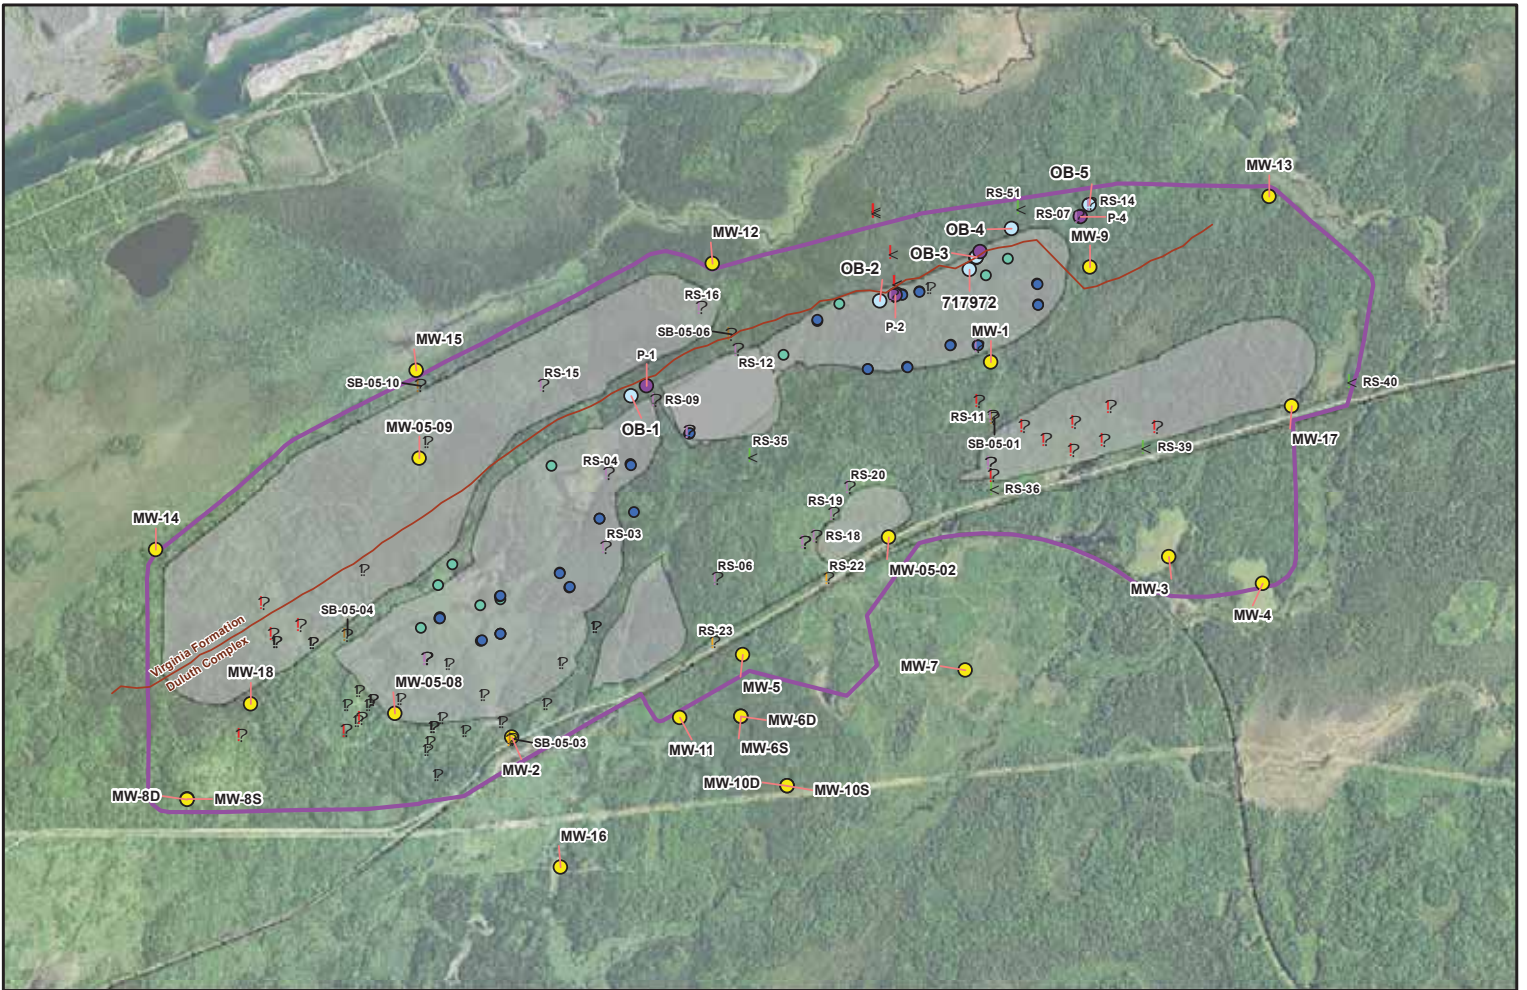 MW-13
OB-5
RS-51
RS-14
RS-07
P-4
OB-4
MW-12
MW-9
OB-3
OB-2
RS-16
717972
SB-05-06
P-2
MW-15
MW-1
P-1
RS-12
SB-05-10
RS-15
RS-40
RS-09
RS-11
MW-05-09
OB-1
MW-17
SB-05-01
RS-35
RS-39
RS-04
RS-20
RS-36
RS-19
MW-14
RS-03
RS-18
RS-06
RS-22
MW-05-02
MW-3
SB-05-04
MW-4
Virginia Formation
Duluth Complex
RS-23
MW-7
MW-18
MW-05-08
MW-5
MW-6D
SB-05-03
MW-11
MW-6S
MW-2
MW-8D
MW-8S
MW-10D
MW-10S
MW-16